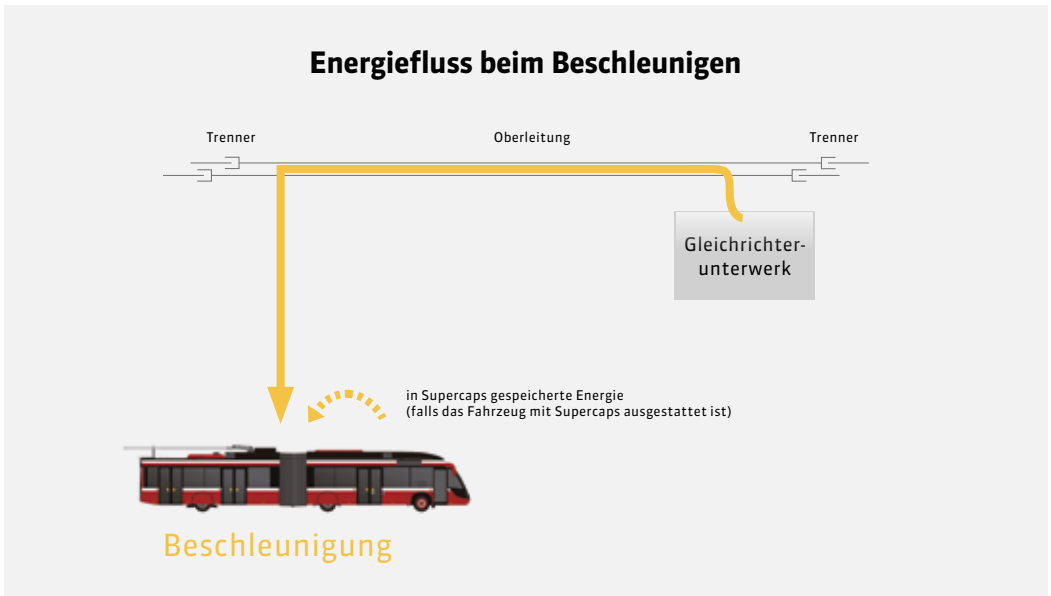 Energiefluss beim Beschleunigen
Trenner
Oberleitung
Trenner
Gleichrichter-
unterwerk
in Supercaps gespeicherte Energie
(falls das Fahrzeug mit Supercaps ausgestattet ist)
Beschleunigung